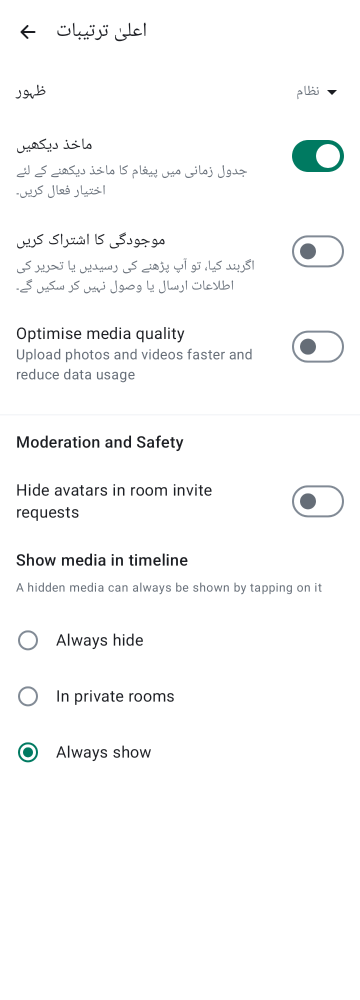 اعلیٰ ترتیبات
ظہور
نظام
ماخذ دیکھیں
جدول زمانی میں پیغام کا ماخذ دیکھنے کے لئے
اختیار فعال کریں۔
موجودگی کا اشتراک کریں
اگربند کیا، تو آپ پڑھنے کی رسیدیں یا تحریر کی
اطلاعات ارسال یا وصول نہیں کر سکیں گے۔
Optimise media quality
Upload photos and videos faster and
reduce data usage
Moderation and Safety
Hide avatars in room invite
requests
Show media in timeline
A hidden media can always be shown by tapping on it
Always hide
In private rooms
Always show